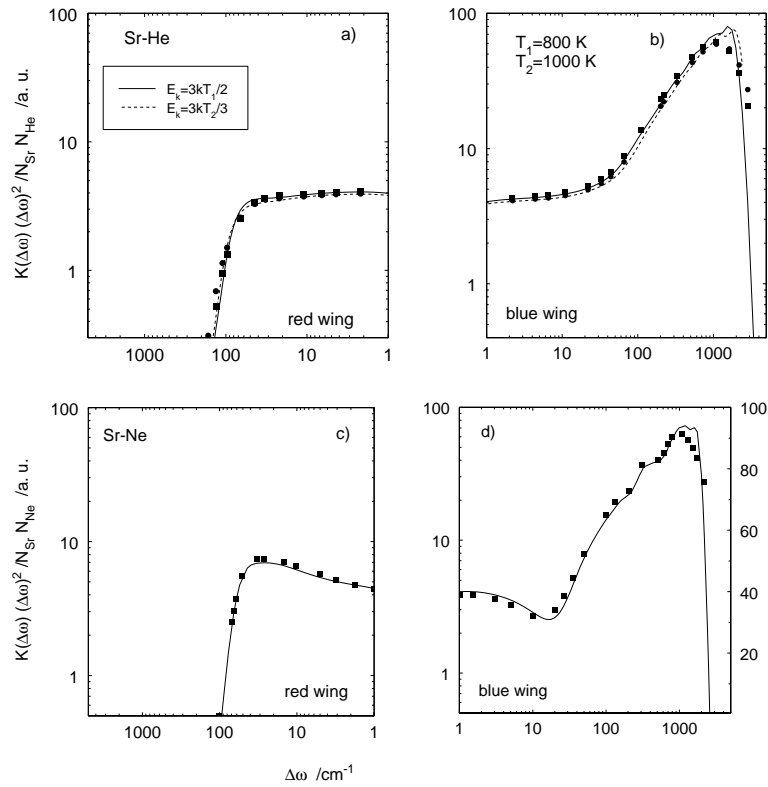 100
10
1
K(Δω) (Δω)² /N_Sr N_He /a. u.
Sr-He
a)
E_k=3kT_1/2
E_k=3kT_2/3
red wing
1000 100 10 1
100
10
1
b)
T_1=800 K
T_2=1000 K
blue wing
1 10 100 1000
100
10
1
K(Δω) (Δω)² /N_Sr N_Ne /a. u.
Sr-Ne
c)
red wing
1000 100 10 1
Δω /cm⁻¹
100
10
1
d)
blue wing
1 10 100 1000
100
80
60
40
20